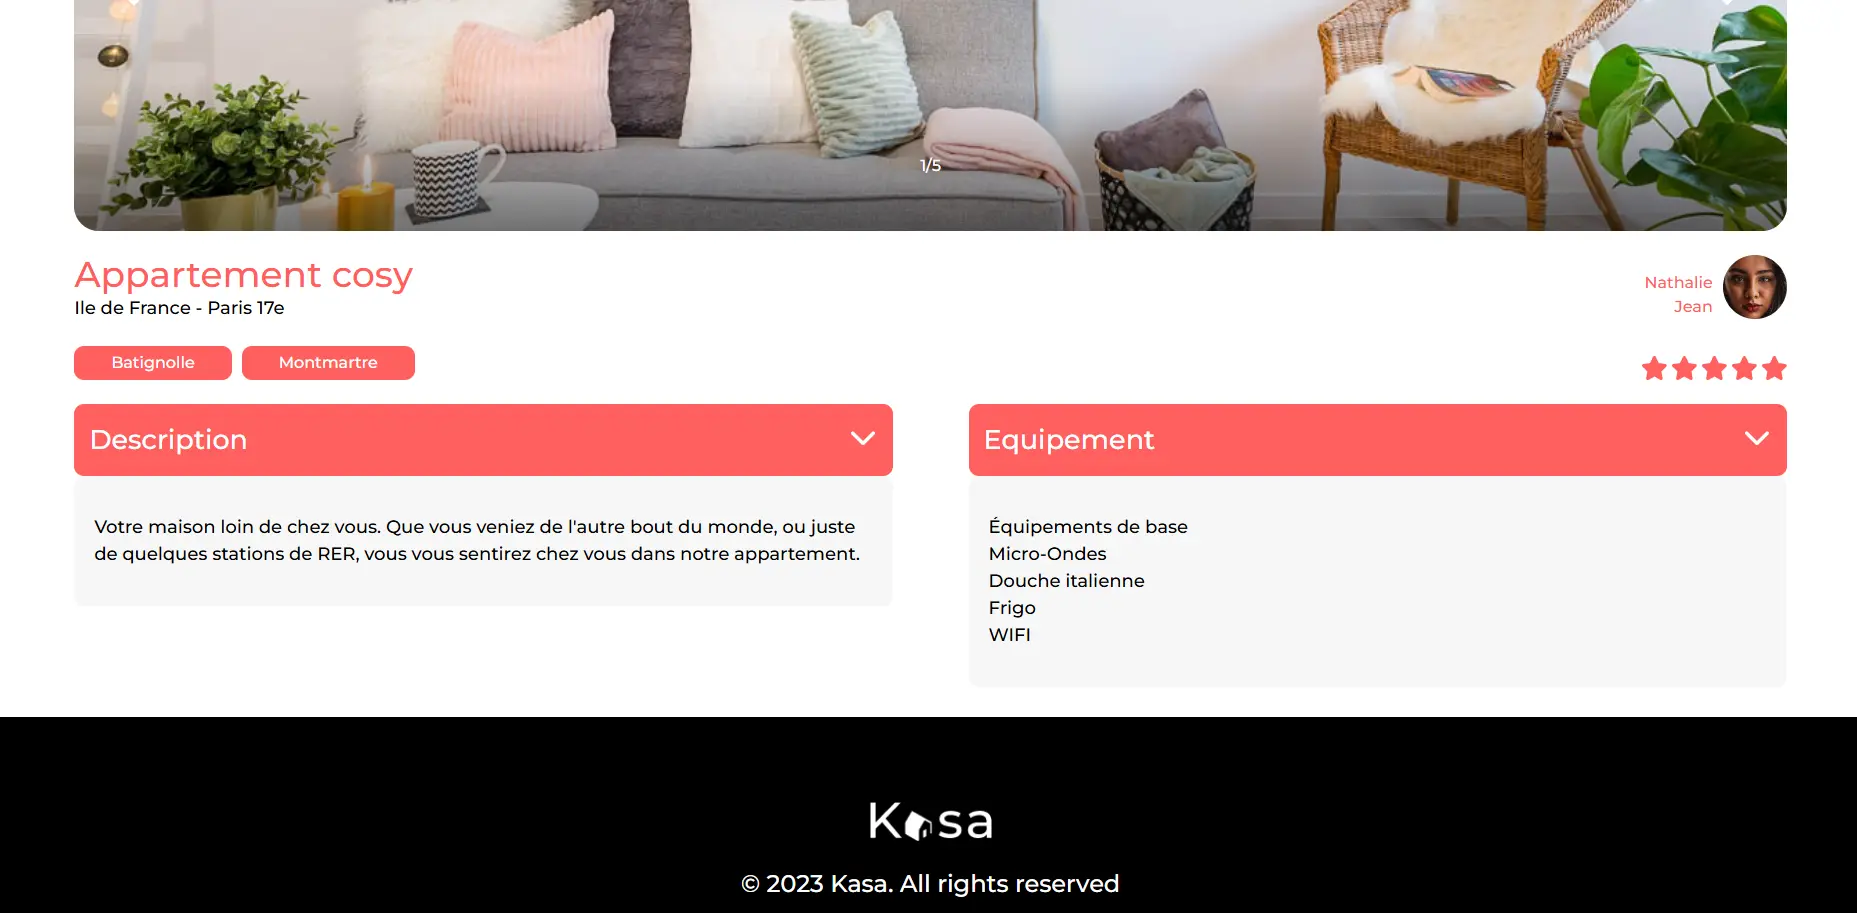 1/5
Appartement cosy
Ile de France - Paris 17e
Nathalie
Jean
Batignolle
Montmartre
Description
Votre maison loin de chez vous. Que vous veniez de l'autre bout du monde, ou juste
de quelques stations de RER, vous vous sentirez chez vous dans notre appartement.
Equipement
Équipements de base
Micro-Ondes
Douche italienne
Frigo
WIFI
Kasa
© 2023 Kasa. All rights reserved